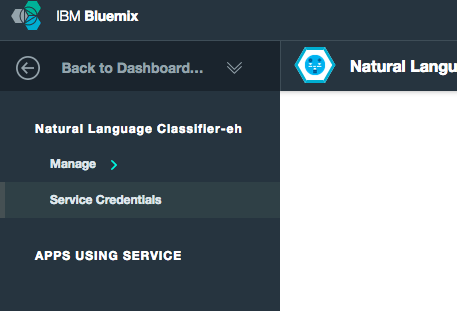 IBM Bluemix
Back to Dashboard...
Natural Langu
Natural Language Classifier-eh
Manage
Service Credentials
APPS USING SERVICE